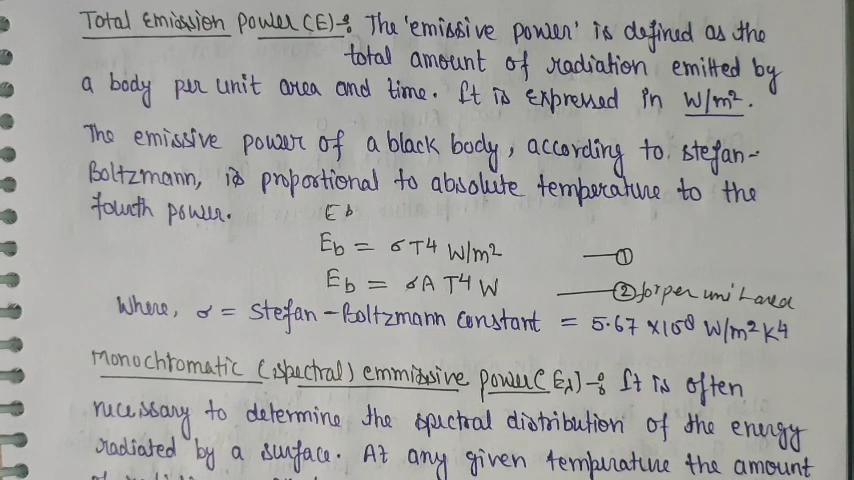 Total Emission power (E) :- The 'emissive power' is defined as the
total amount of radiation emitted by
a body per unit area and time. It is Expressed in W/m².
The emissive power of a black body, according to stefan-
Boltzmann, is proportional to absolute temperature to the
fourth power.
E b
Eb = σ T4 W/m² —①
Eb = σ A T4 W —② for per unit area
Where, σ = Stefan-Boltzmann constant = 5.67 ×10⁸ W/m² K4
Monochromatic (spectral) emmissive power (Eλ) :- It is often
necessary to determine the spectral distribution of the energy
radiated by a surface. At any given temperature the amount